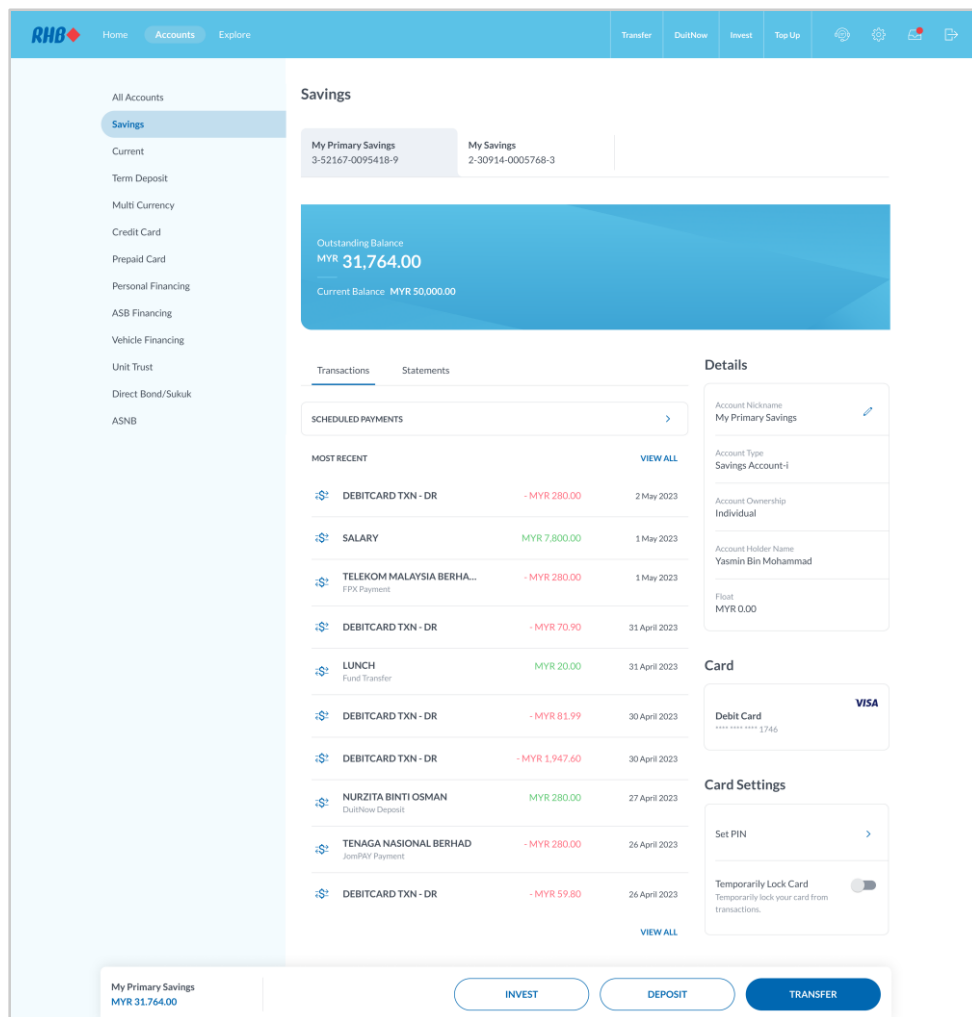 RHB
Home Accounts Explore Transfer DuitNow Invest Top Up
All Accounts
Savings
Current
Term Deposit
Multi Currency
Credit Card
Prepaid Card
Personal Financing
ASB Financing
Vehicle Financing
Unit Trust
Direct Bond/Sukuk
ASNB
Savings
My Primary Savings
3-52167-0095418-9
My Savings
2-30914-0005768-3
Outstanding Balance
MYR 31,764.00
Current Balance MYR 50,000.00
Transactions Statements
SCHEDULED PAYMENTS
MOST RECENT VIEW ALL
DEBITCARD TXN - DR - MYR 280.00 2 May 2023
SALARY MYR 7,800.00 1 May 2023
TELEKOM MALAYSIA BERHA... - MYR 280.00 1 May 2023
FPX Payment
DEBITCARD TXN - DR - MYR 70.90 31 April 2023
LUNCH MYR 20.00 31 April 2023
Fund Transfer
DEBITCARD TXN - DR - MYR 81.99 30 April 2023
DEBITCARD TXN - DR - MYR 1,947.60 30 April 2023
NURZITA BINTI OSMAN MYR 280.00 27 April 2023
DuitNow Deposit
TENAGA NASIONAL BERHAD - MYR 280.00 26 April 2023
JomPAY Payment
DEBITCARD TXN - DR - MYR 59.80 26 April 2023
VIEW ALL
Details
Account Nickname
My Primary Savings
Account Type
Savings Account-i
Account Ownership
Individual
Account Holder Name
Yasmin Bin Mohammad
Float
MYR 0.00
Card
VISA
Debit Card
**** **** **** 1746
Card Settings
Set PIN
Temporarily Lock Card
Temporarily lock your card from
transactions.
My Primary Savings
MYR 31.764.00
INVEST DEPOSIT TRANSFER